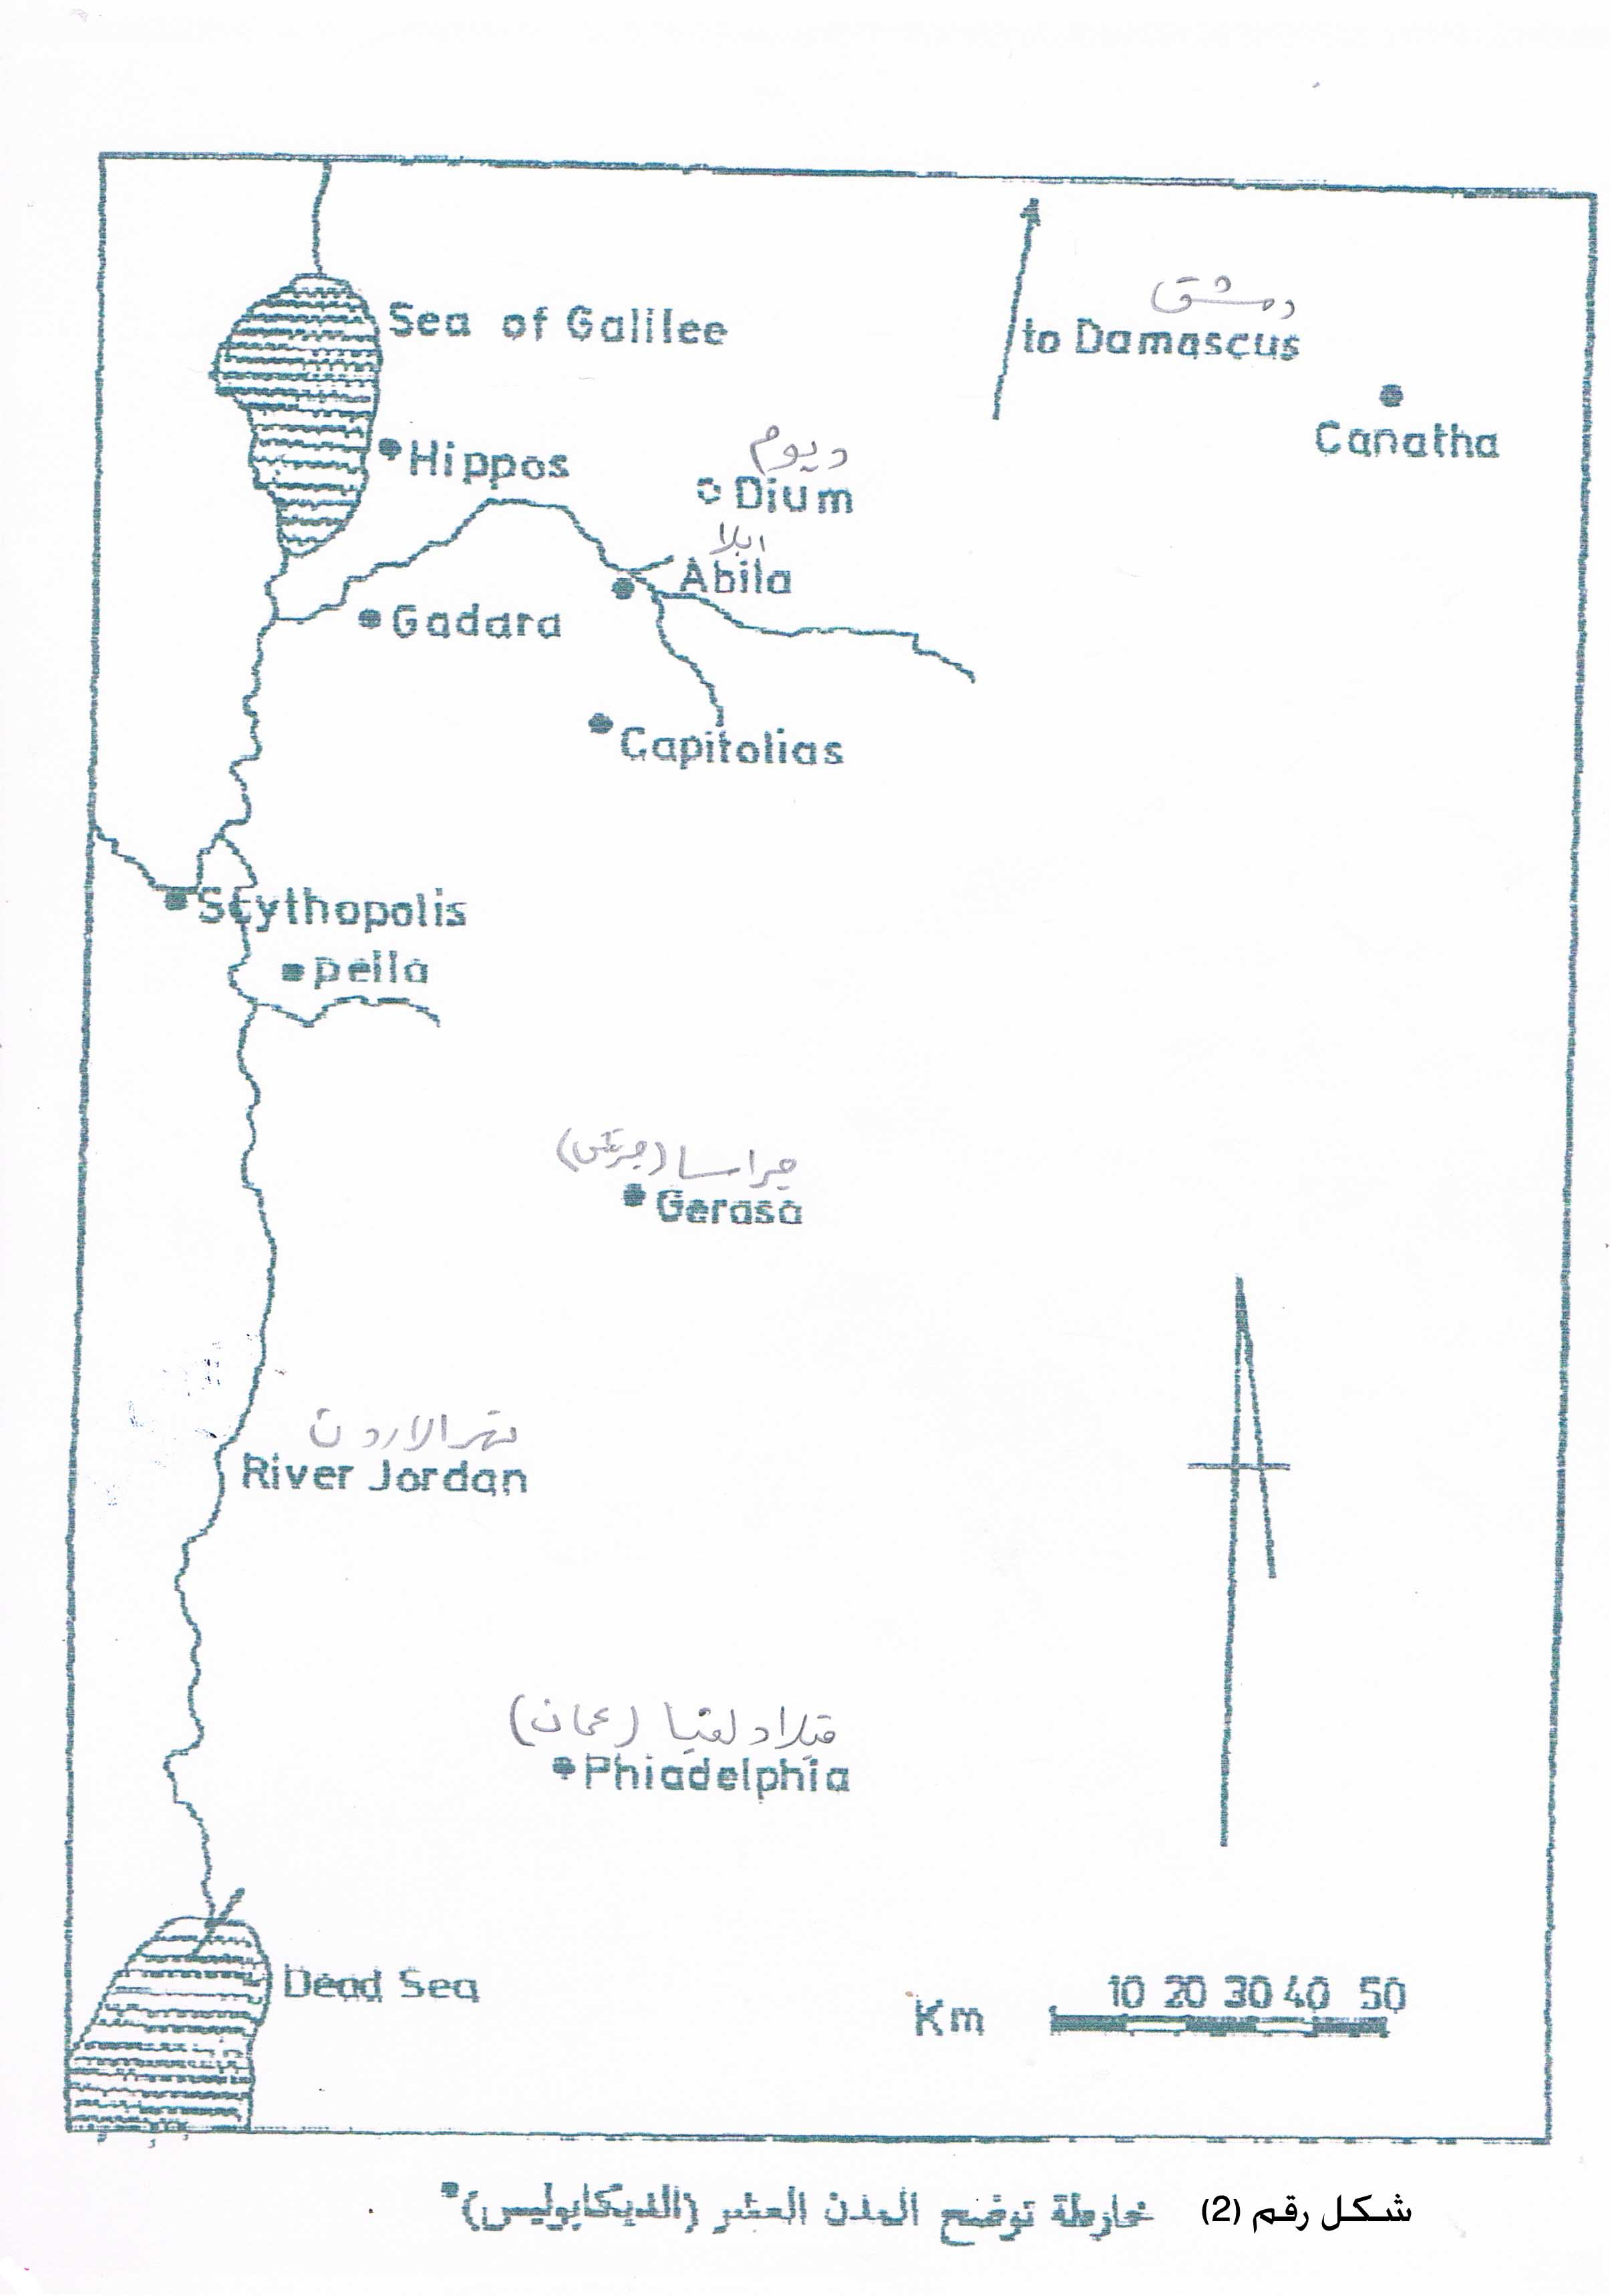 Sea of Galilee
دمشق
to Damascus
Canatha
Hippos
ديوم
Dium
ابلا
Abila
Gadara
Capitolias
Scythopolis
pella
جراسا (جرش)
Gerasa
نهر الاردن
River Jordan
فيلادلفيا (عمان)
Phiadelphia
Dead Sea
Km 10 20 30 40 50
شكل رقم (2) خارطة توضح المدن العشر (الديكابوليس)